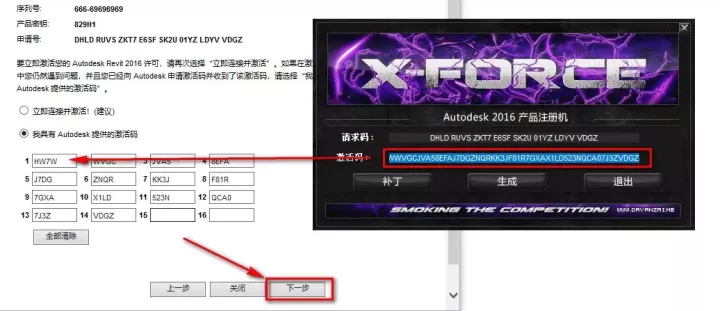 序列号: 666-69696969
产品密钥: 829II1
申请号: DHLD RUVS ZKT7 E6SF SK2U 01YZ LDYV VDGZ
要立即激活您的 Autodesk Revit 2016 许可，请再次选择“立即连接并激活”。如果在激
中您仍然遇到问题，并且您已经向 Autodesk 申请激活码并收到了该激活码，请选择“我
Autodesk 提供的激活码”。
立即连接并激活! (建议)
我具有 Autodesk 提供的激活码
1 HW7W 2 WVGC 3 JVA5 4 8EFA
5 J7DG 6 ZNQR 7 KK3J 8 F81R
9 7GXA 10 X1LD 11 523N 12 QCA0
13 7J3Z 14 VDGZ 15 16
全部清除
上一步 关闭 下一步
X-FORCE
Autodesk 2016 产品注册机
请求码: DHLD RUVS ZKT7 E6SF SK2U 01YZ LDYV VDGZ
激活码:
补丁 生成 退出
SMOKING THE COMPETITION!